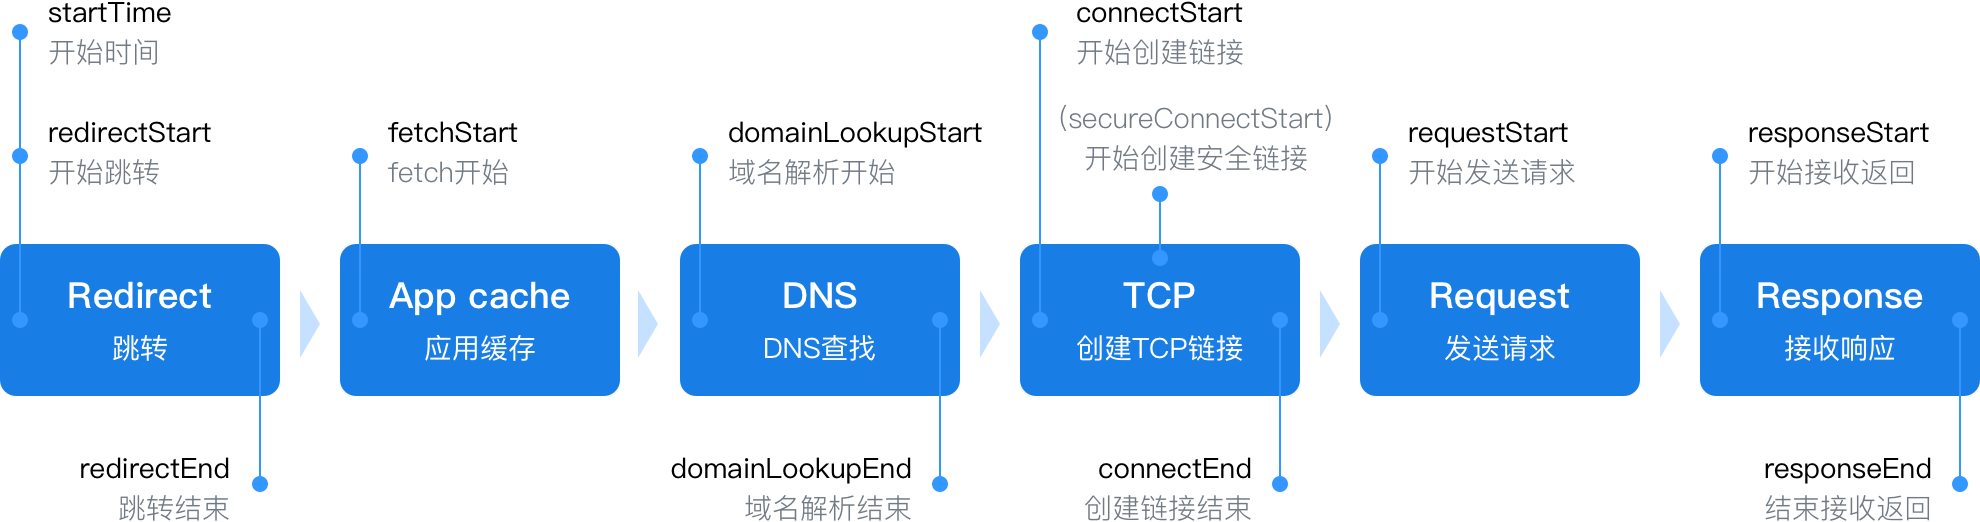 startTime
开始时间
connectStart
开始创建链接
redirectStart
开始跳转
fetchStart
fetch开始
domainLookupStart
域名解析开始
(secureConnectStart)
开始创建安全链接
requestStart
开始发送请求
responseStart
开始接收返回
Redirect
跳转
App cache
应用缓存
DNS
DNS查找
TCP
创建TCP链接
Request
发送请求
Response
接收响应
redirectEnd
跳转结束
domainLookupEnd
域名解析结束
connectEnd
创建链接结束
responseEnd
结束接收返回